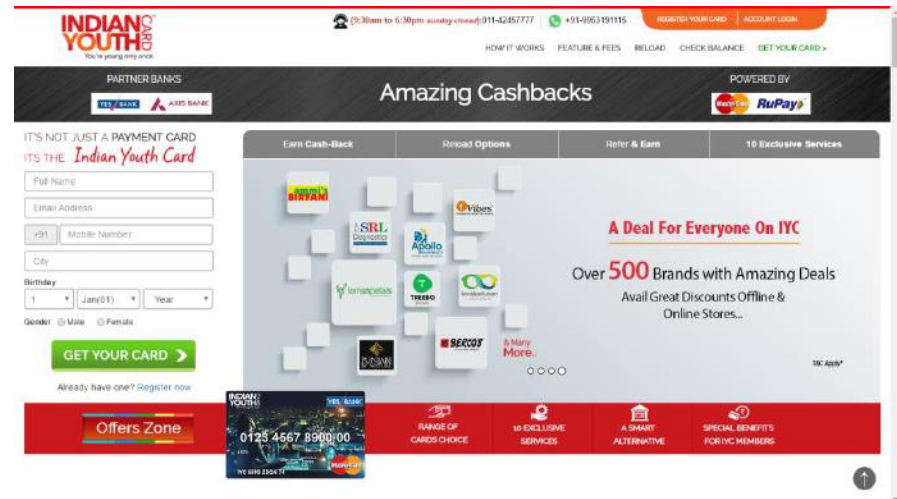 INDIAN
YOUTH
CARD
You're young only once.
(9:30am to 6:30pm sunday closed):011-42457777
+91-9953191115
REGISTER YOUR CARD
ACCOUNT LOGIN
HOW IT WORKS
FEATURE & FEES
RELOAD
CHECK BALANCE
GET YOUR CARD >
PARTNER BANKS
YES BANK
AXIS BANK
Amazing Cashbacks
POWERED BY
MasterCard
RuPay
IT'S NOT JUST A PAYMENT CARD
ITS THE Indian Youth Card
Full Name
Email Address
+91 Mobile Number
City
Birthday
1 Jan(01) Year
Gender Male Female
GET YOUR CARD
Already have one? Register now
Earn Cash-Back
Reload Options
Refer & Earn
10 Exclusive Services
ammi's
BIRYANI
Vibes
SRL
Diagnostics
Apollo
fernsnpetals
TREEBO
BERCOS
& Many
More..
A Deal For Everyone On IYC
Over 500 Brands with Amazing Deals
Avail Great Discounts Offline &
Online Stores...
T&C Apply*
Offers Zone
INDIAN
YOUTH
YES BANK
0123 4567 8900 00
MasterCard
RANGE OF
CARDS CHOICE
10 EXCLUSIVE
SERVICES
A SMART
ALTERNATIVE
SPECIAL BENEFITS
FOR IYC MEMBERS